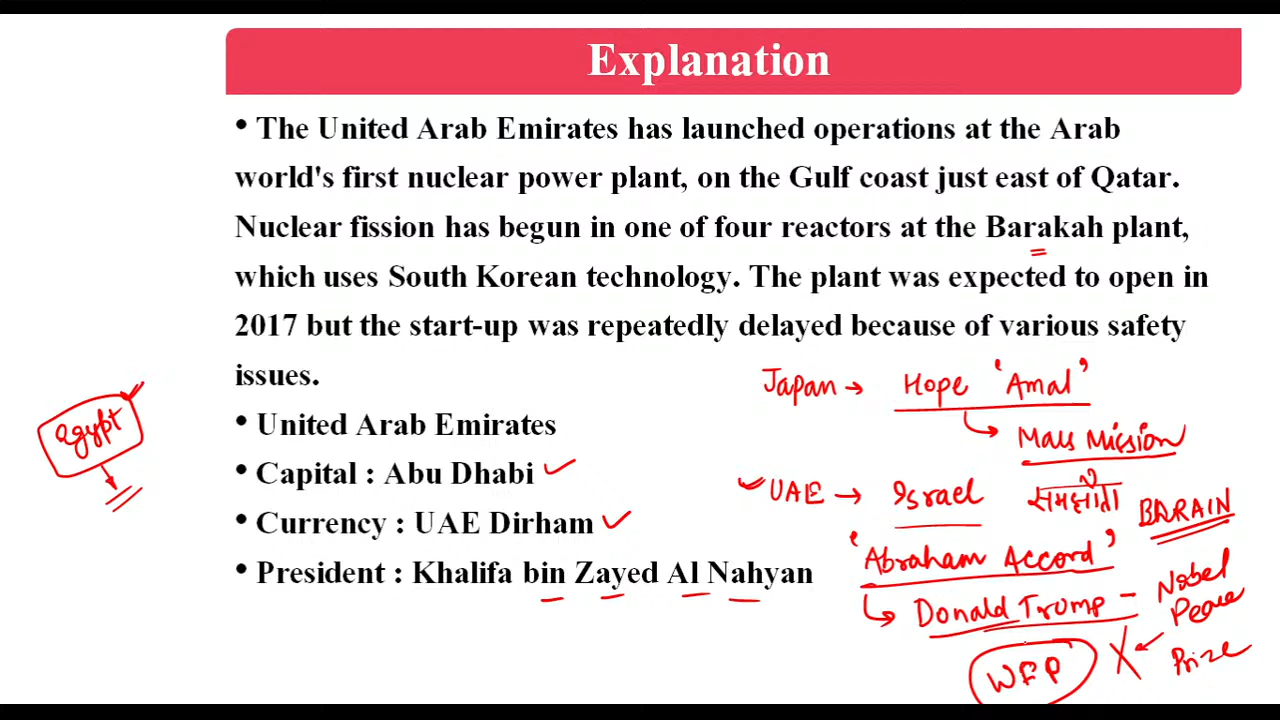 Explanation
• The United Arab Emirates has launched operations at the Arab
world's first nuclear power plant, on the Gulf coast just east of Qatar.
Nuclear fission has begun in one of four reactors at the Barakah plant,
which uses South Korean technology. The plant was expected to open in
2017 but the start-up was repeatedly delayed because of various safety
issues.
• United Arab Emirates
• Capital : Abu Dhabi
• Currency : UAE Dirham
• President : Khalifa bin Zayed Al Nahyan
Egypt
Japan → Hope 'Amal'
Mars Mission
UAE → Israel समझौता
BARAIN
'Abraham Accord'
Donald Trump - Nobel
Peace
Prize
WFP